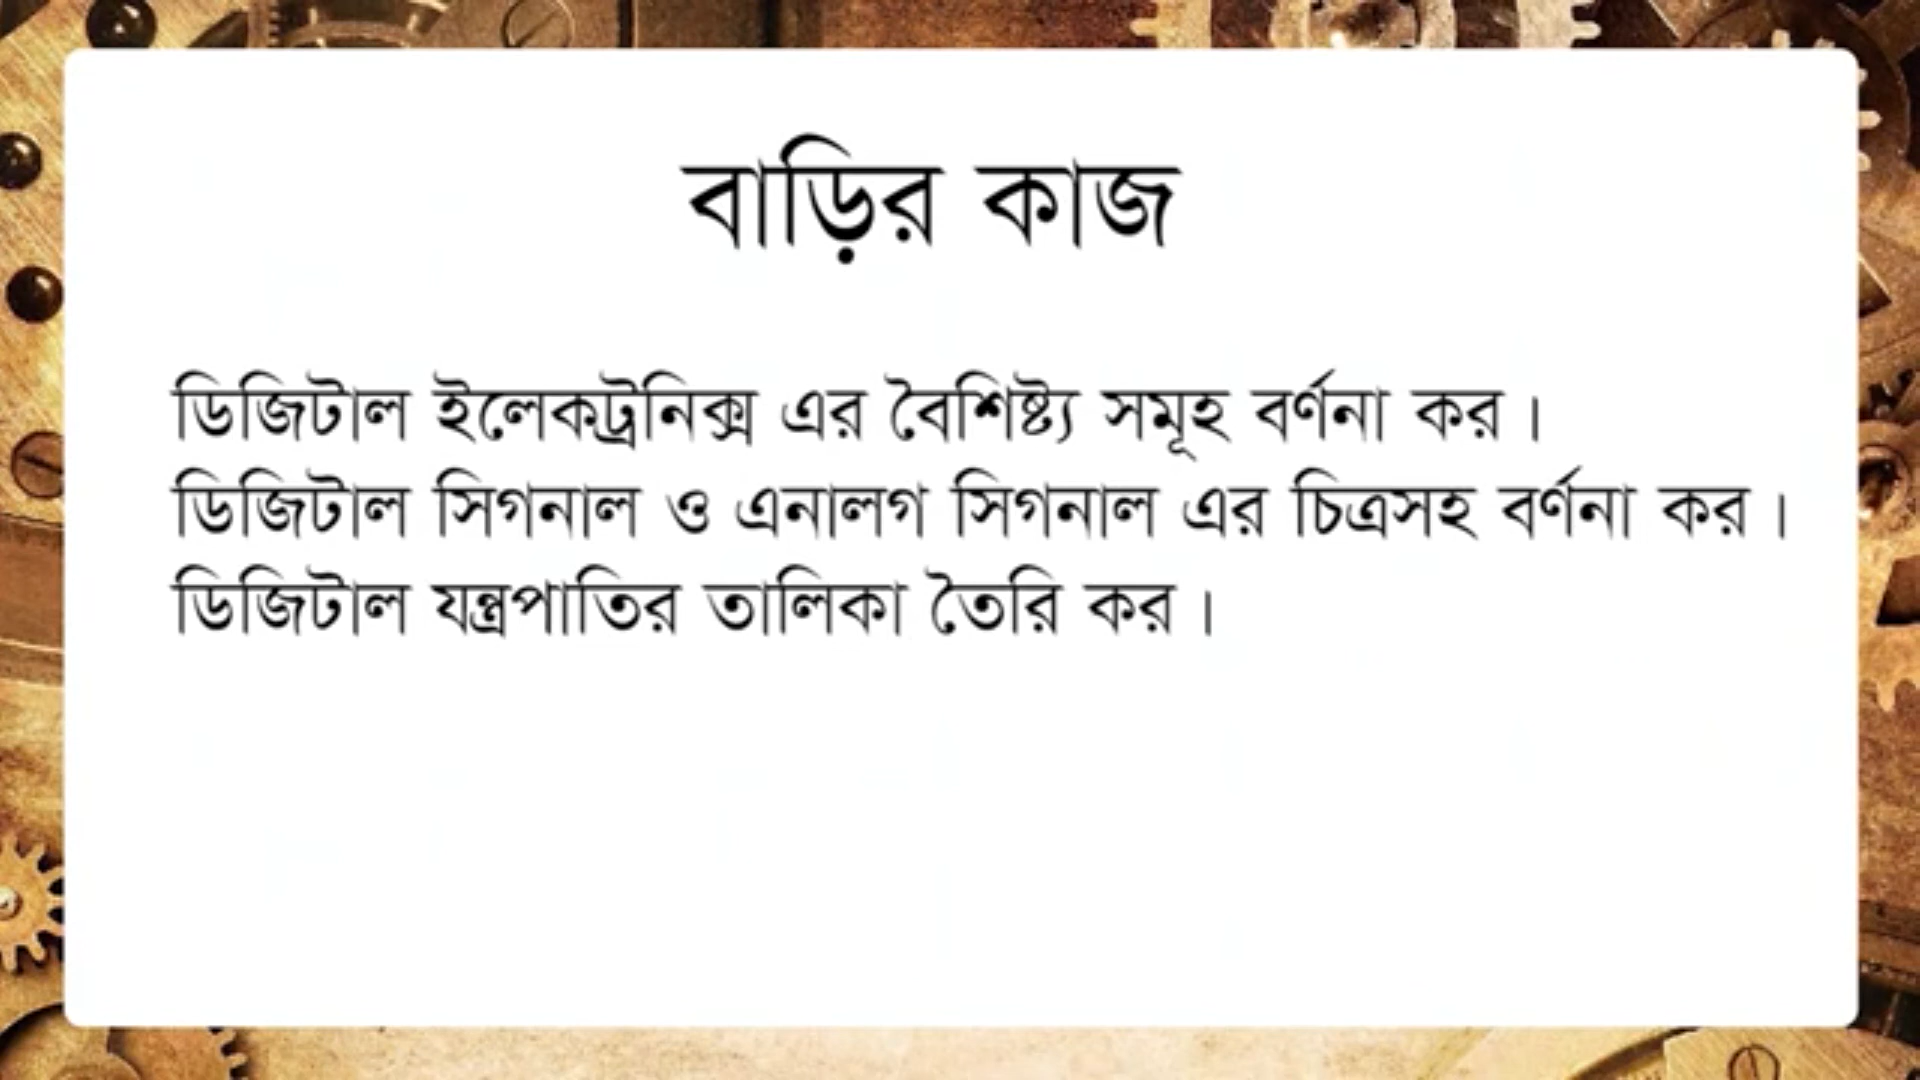 বাড়ির কাজ
ডিজিটাল ইলেকট্রনিক্স এর বৈশিষ্ট্য সমূহ বর্ণনা কর।
ডিজিটাল সিগনাল ও এনালগ সিগনাল এর চিত্রসহ বর্ণনা কর।
ডিজিটাল যন্ত্রপাতির তালিকা তৈরি কর।